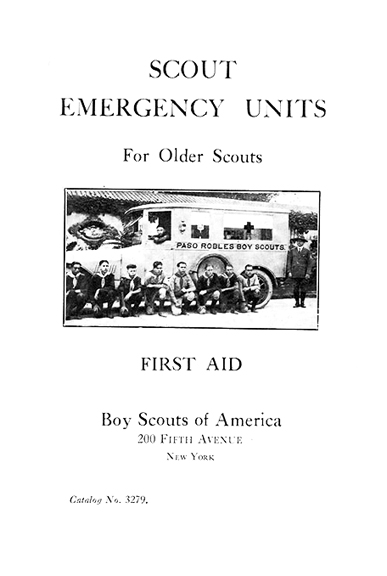 SCOUT
EMERGENCY UNITS
For Older Scouts
PASO ROBLES BOY SCOUTS
FIRST AID
Boy Scouts of America
200 FIFTH AVENUE
NEW YORK
Catalog No. 3279.